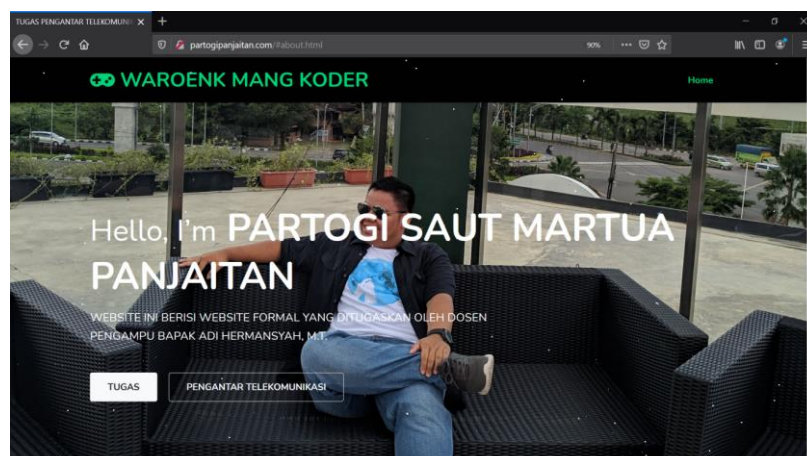 TUGAS PENGANTAR TELEKOMUNI
partogipanjaitan.com/#about.html
90%
WAROENK MANG KODER
Home
Hello, I'm PARTOGI SAUT MARTUA
PANJAITAN
WEBSITE INI BERISI WEBSITE FORMAL YANG DITUGASKAN OLEH DOSEN
PENGAMPU BAPAK ADI HERMANSYAH, M.T.
TUGAS
PENGANTAR TELEKOMUNIKASI